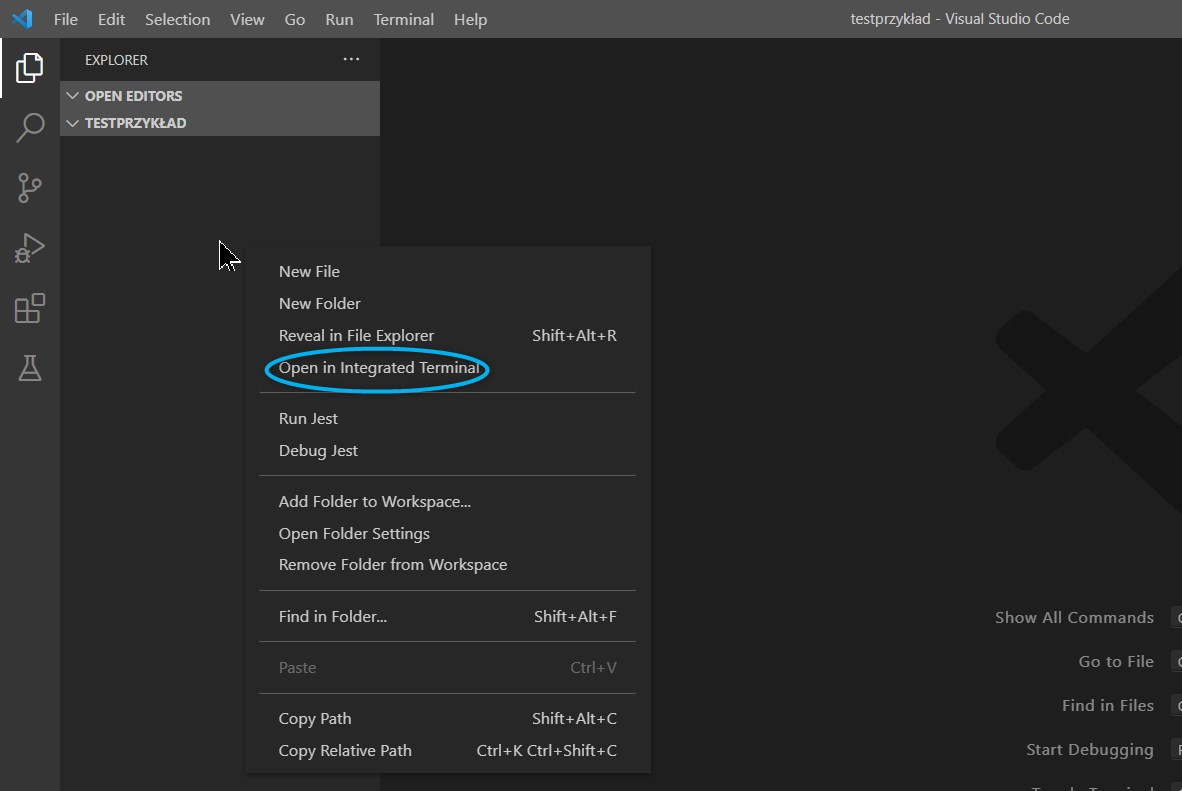 File Edit Selection View Go Run Terminal Help testprzykład - Visual Studio Code
EXPLORER ···
OPEN EDITORS
TESTPRZYKŁAD
New File
New Folder
Reveal in File Explorer Shift+Alt+R
Open in Integrated Terminal
Run Jest
Debug Jest
Add Folder to Workspace...
Open Folder Settings
Remove Folder from Workspace
Find in Folder... Shift+Alt+F
Paste Ctrl+V
Copy Path Shift+Alt+C
Copy Relative Path Ctrl+K Ctrl+Shift+C
Show All Commands
Go to File
Find in Files
Start Debugging